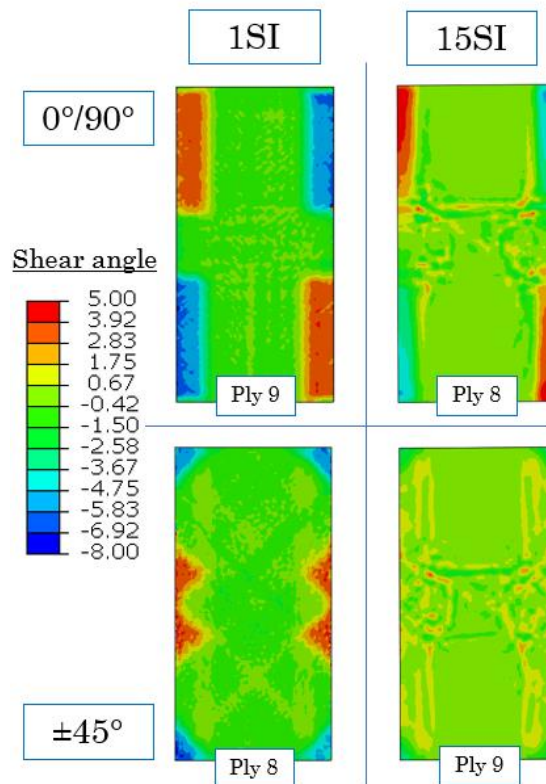 1SI
15SI
0°/90°
Shear angle
5.00
3.92
2.83
1.75
0.67
-0.42
-1.50
-2.58
-3.67
-4.75
-5.83
-6.92
-8.00
Ply 9
Ply 8
±45°
Ply 8
Ply 9